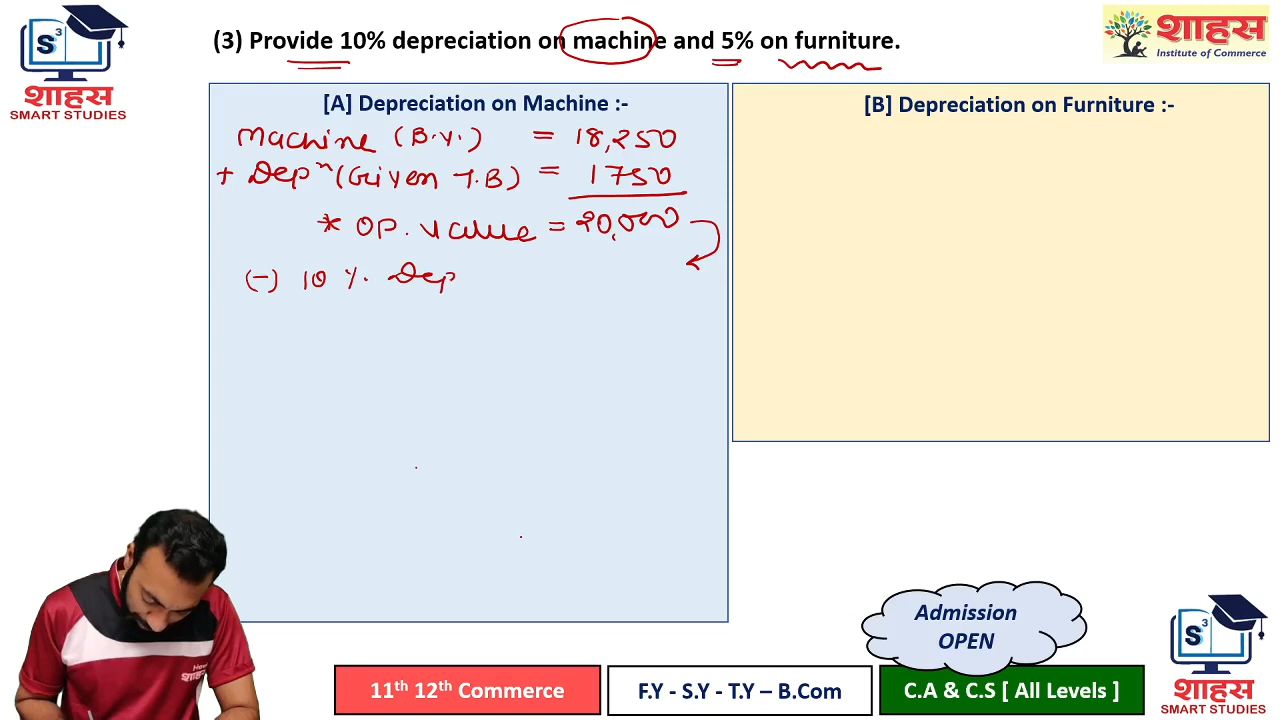 (3) Provide 10% depreciation on machine and 5% on furniture.
S³
शाहस
SMART STUDIES
शाहस
Institute of Commerce
[A] Depreciation on Machine :-
Machine (B.V.) = 18,250
+ Depⁿ (Given T.B) = 1750
* OP. value = 20,000
(-) 10 %. Dep
[B] Depreciation on Furniture :-
Admission
OPEN
11th 12th Commerce
F.Y - S.Y - T.Y – B.Com
C.A & C.S [ All Levels ]
S³
शाहस
SMART STUDIES